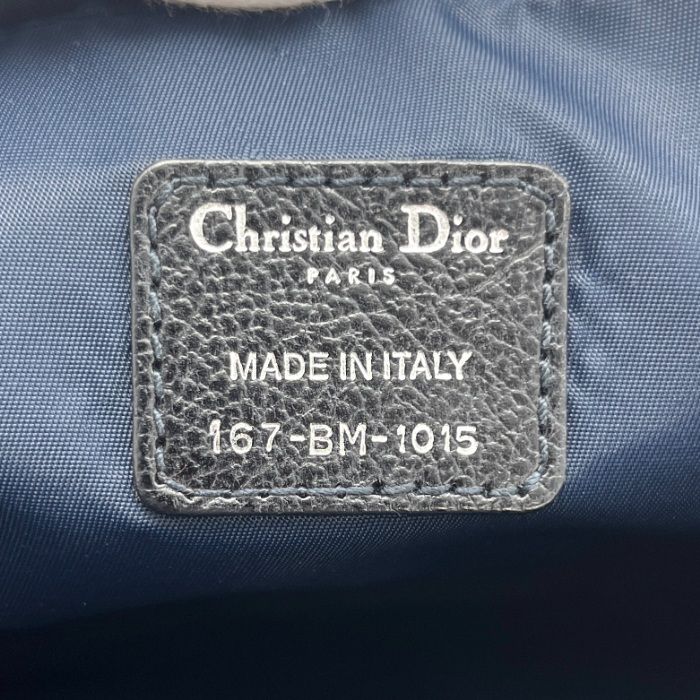 Christian Dior
PARIS
MADE IN ITALY
167-BM-1015